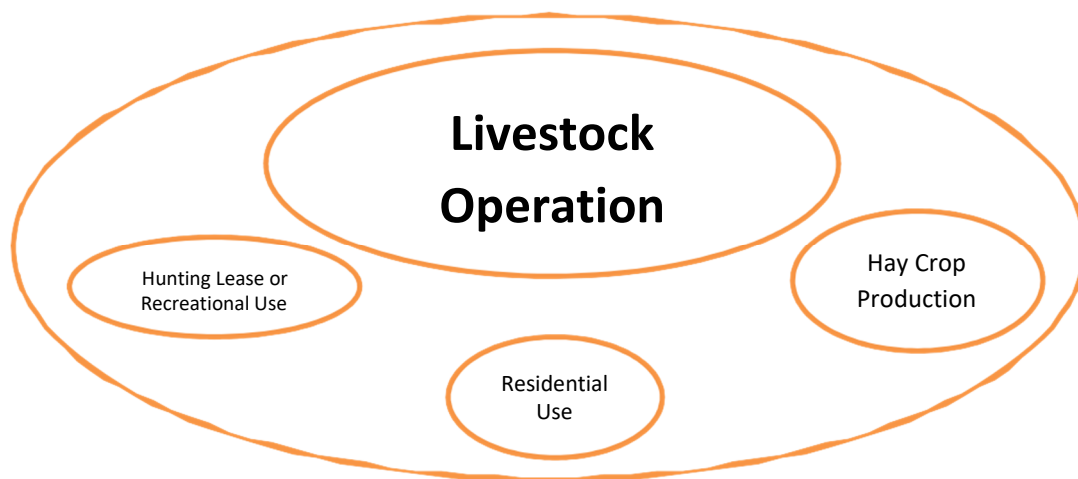 Livestock
Operation
Hunting Lease or
Recreational Use
Hay Crop
Production
Residential
Use